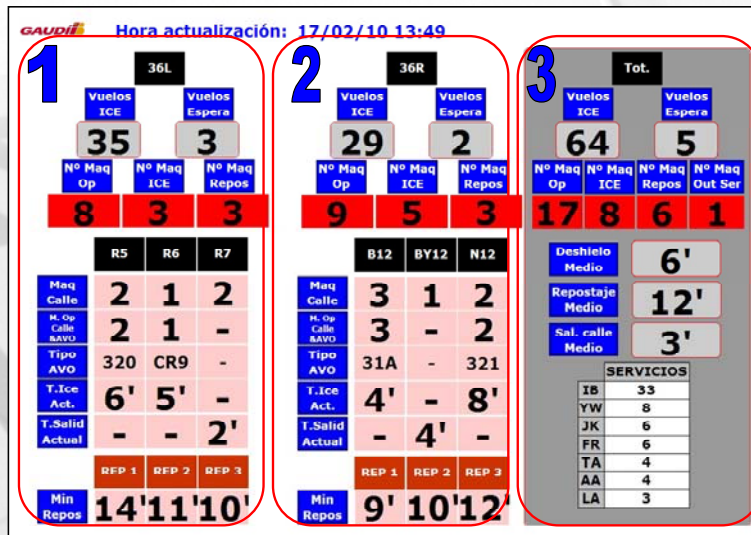 GAUDII Hora actualización: 17/02/10 13:49
1
36L
Vuelos ICE Vuelos Espera
35 3
Nº Maq Op Nº Maq ICE Nº Maq Repos
8 3 3
R5 R6 R7
Maq Calle 2 1 2
M. Op Calle &AVO 2 1 -
Tipo AVO 320 CR9 -
T.Ice Act. 6' 5' -
T.Salid Actual - - 2'
REP 1 REP 2 REP 3
Min Repos 14' 11' 10'
2
36R
Vuelos ICE Vuelos Espera
29 2
Nº Maq Op Nº Maq ICE Nº Maq Repos
9 5 3
B12 BY12 N12
Maq Calle 3 1 2
M. Op Calle &AVO 3 - 2
Tipo AVO 31A - 321
T.Ice Act. 4' - 8'
T.Salid Actual - 4' -
REP 1 REP 2 REP 3
Min Repos 9' 10' 12'
3
Tot.
Vuelos ICE Vuelos Espera
64 5
Nº Maq Op Nº Maq ICE Nº Maq Repos Nº Maq Out Ser
17 8 6 1
Deshielo Medio 6'
Repostaje Medio 12'
Sal. calle Medio 3'
SERVICIOS
IB 33
YW 8
JK 6
FR 6
TA 4
AA 4
LA 3